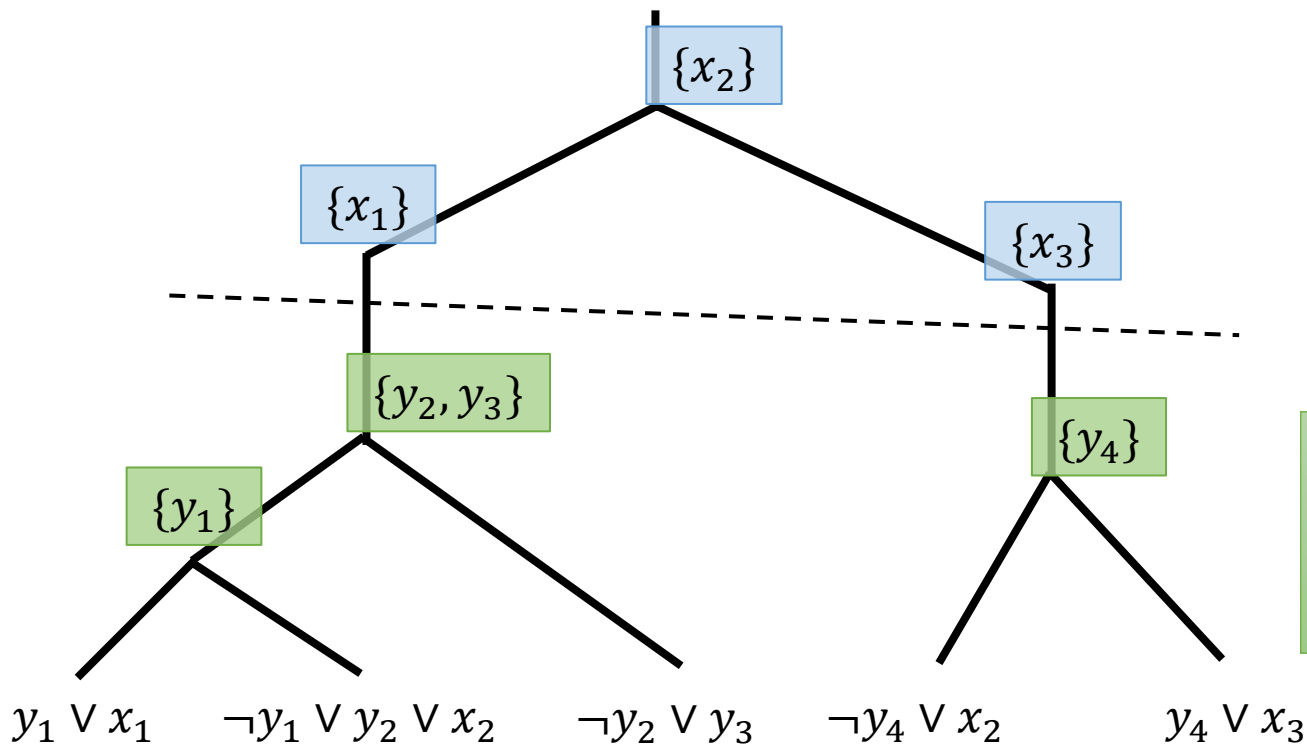 {x₂}
{x₁}
{x₃}
{y₂, y₃}
{y₄}
{y₁}
y₁ ∨ x₁
¬y₁ ∨ y₂ ∨ x₂
¬y₂ ∨ y₃
¬y₄ ∨ x₂
y₄ ∨ x₃